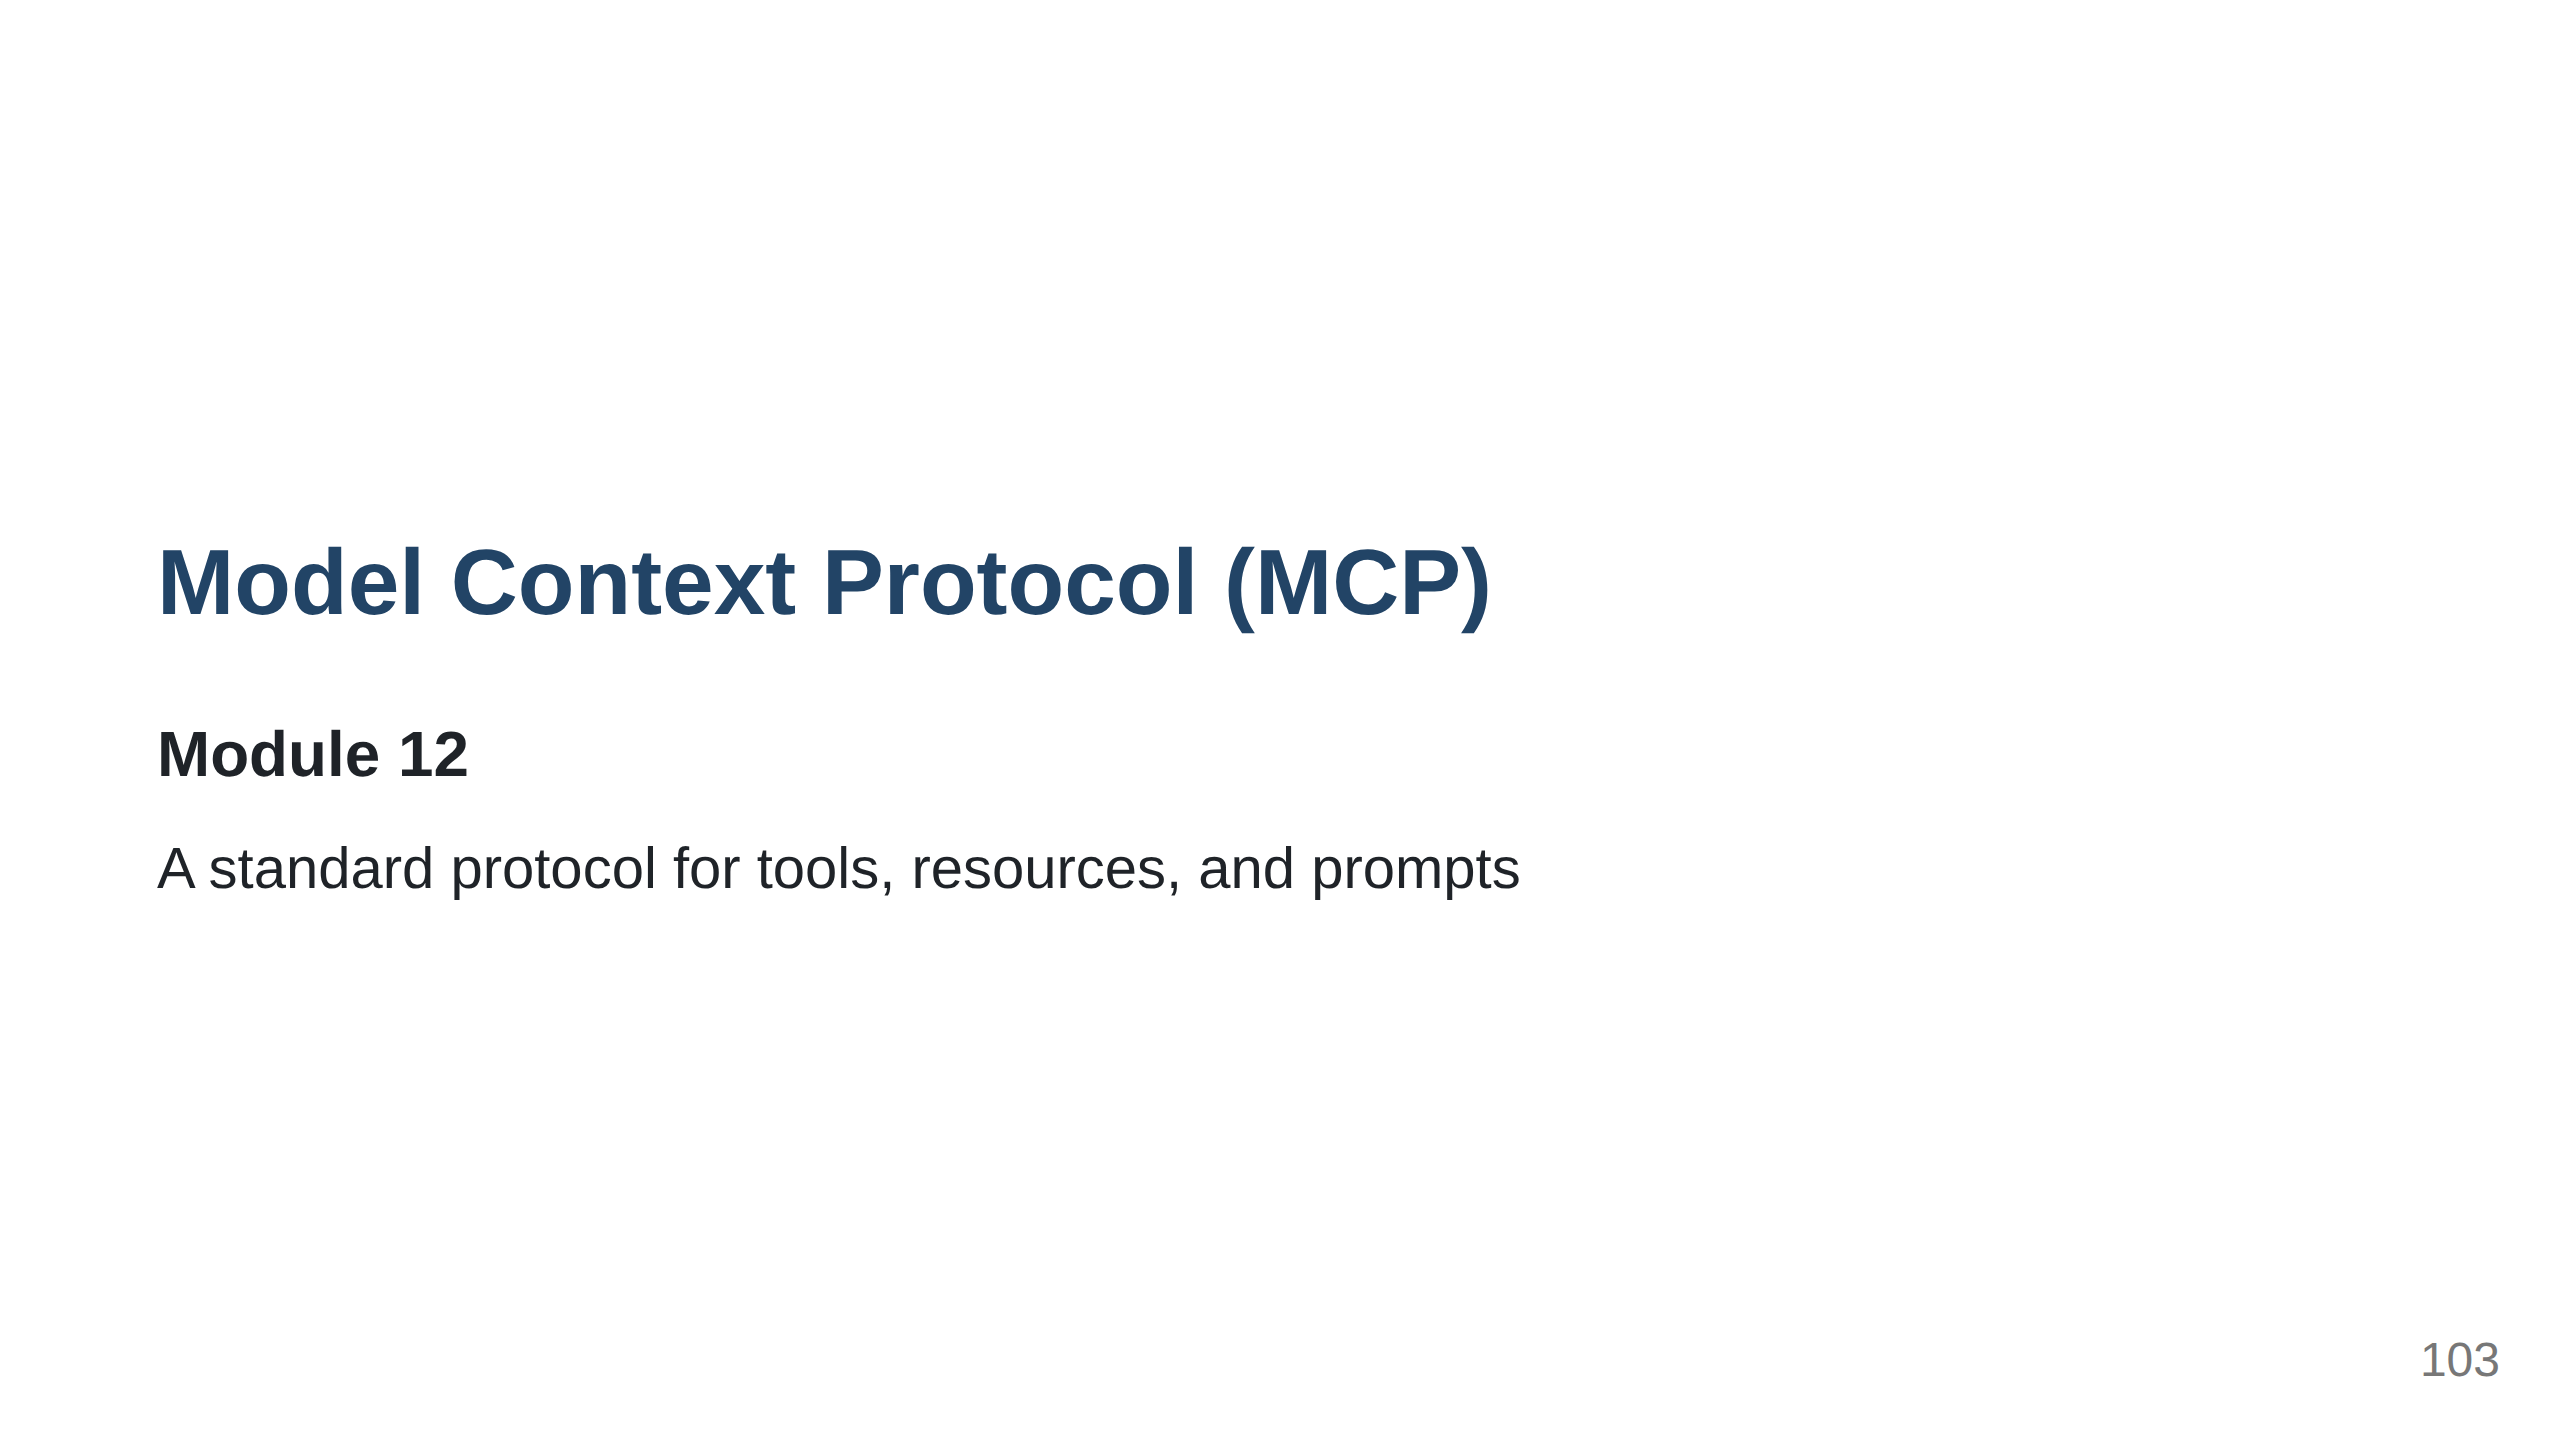 Model Context Protocol (MCP)
Module 12
A standard protocol for tools, resources, and prompts
103